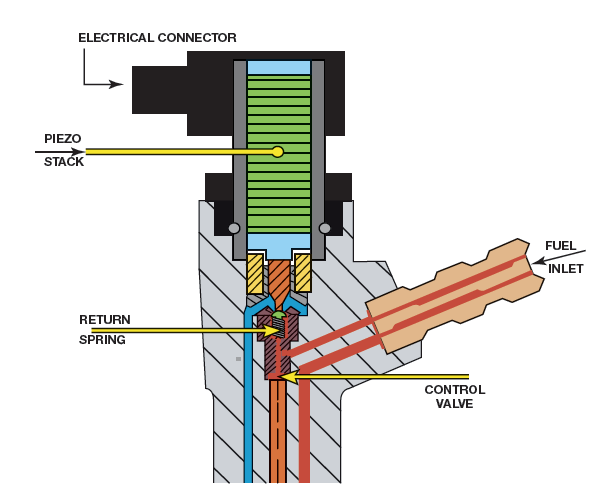 ELECTRICAL CONNECTOR
PIEZO
STACK
FUEL
INLET
RETURN
SPRING
CONTROL
VALVE